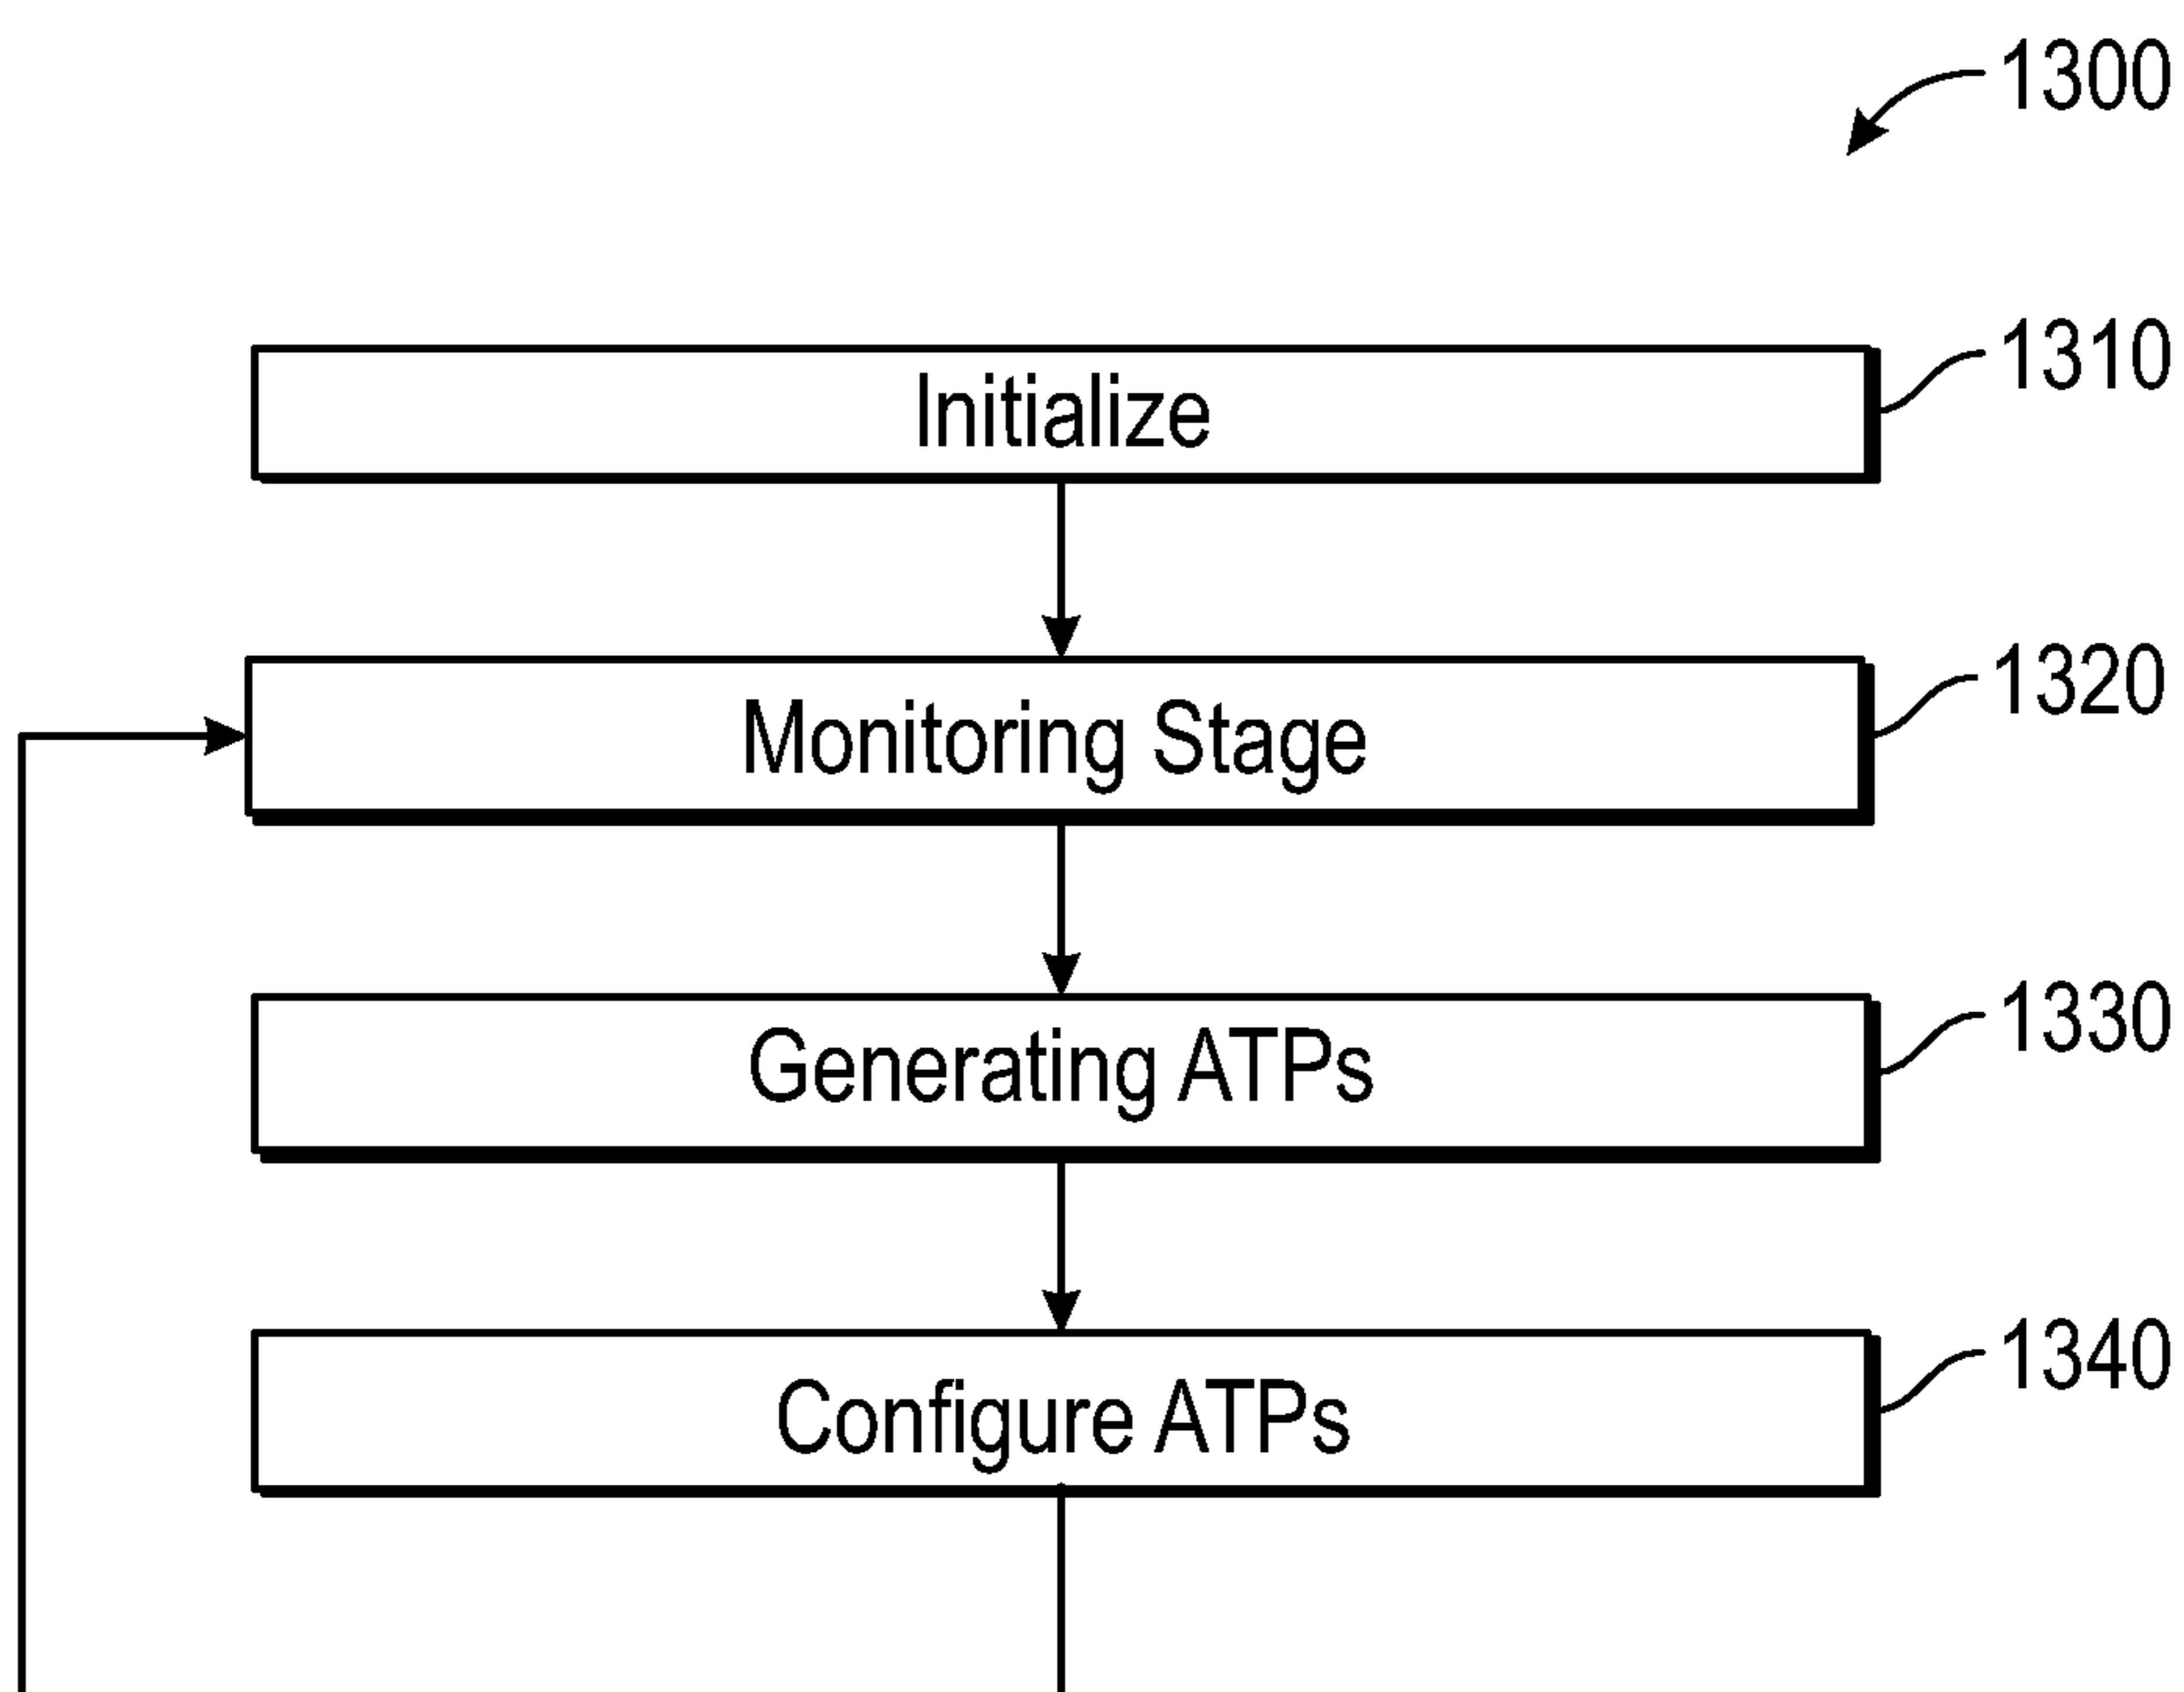 1300
Initialize
1310
Monitoring Stage
1320
Generating ATPs
1330
Configure ATPs
1340